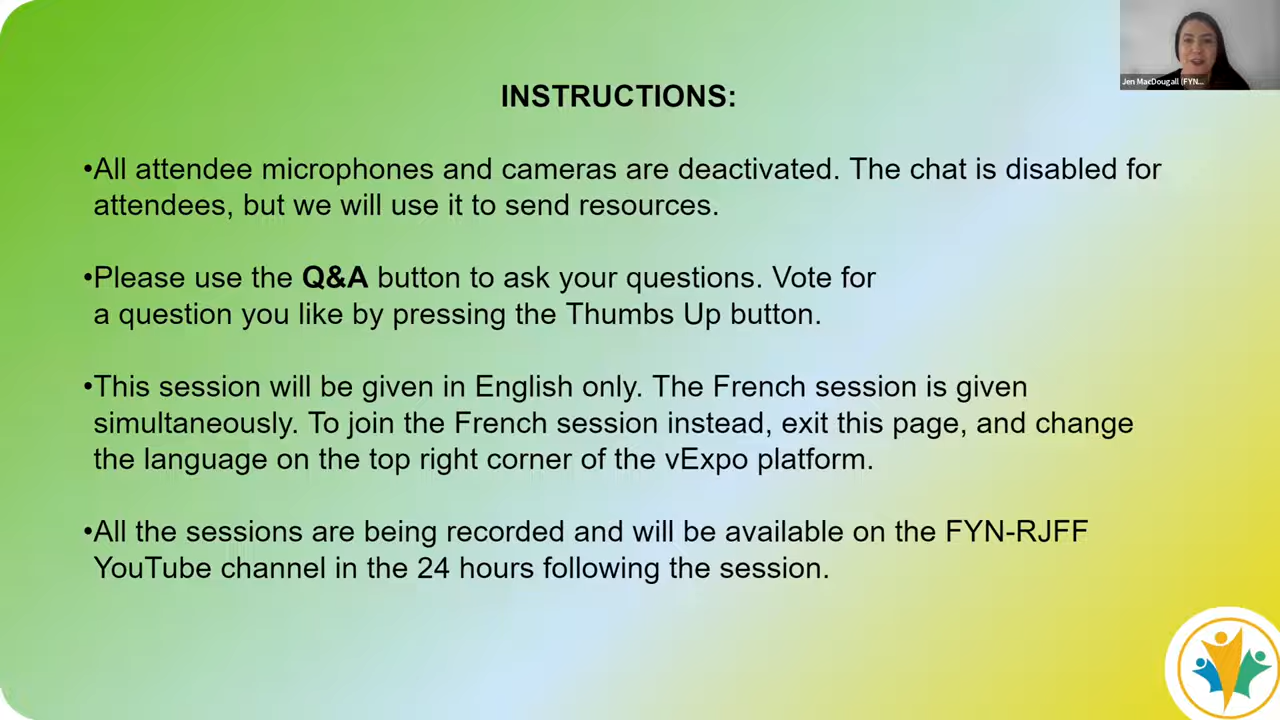 Jen MacDougall (FYN...
INSTRUCTIONS:
•All attendee microphones and cameras are deactivated. The chat is disabled for
attendees, but we will use it to send resources.
•Please use the Q&A button to ask your questions. Vote for
a question you like by pressing the Thumbs Up button.
•This session will be given in English only. The French session is given
simultaneously. To join the French session instead, exit this page, and change
the language on the top right corner of the vExpo platform.
•All the sessions are being recorded and will be available on the FYN-RJFF
YouTube channel in the 24 hours following the session.